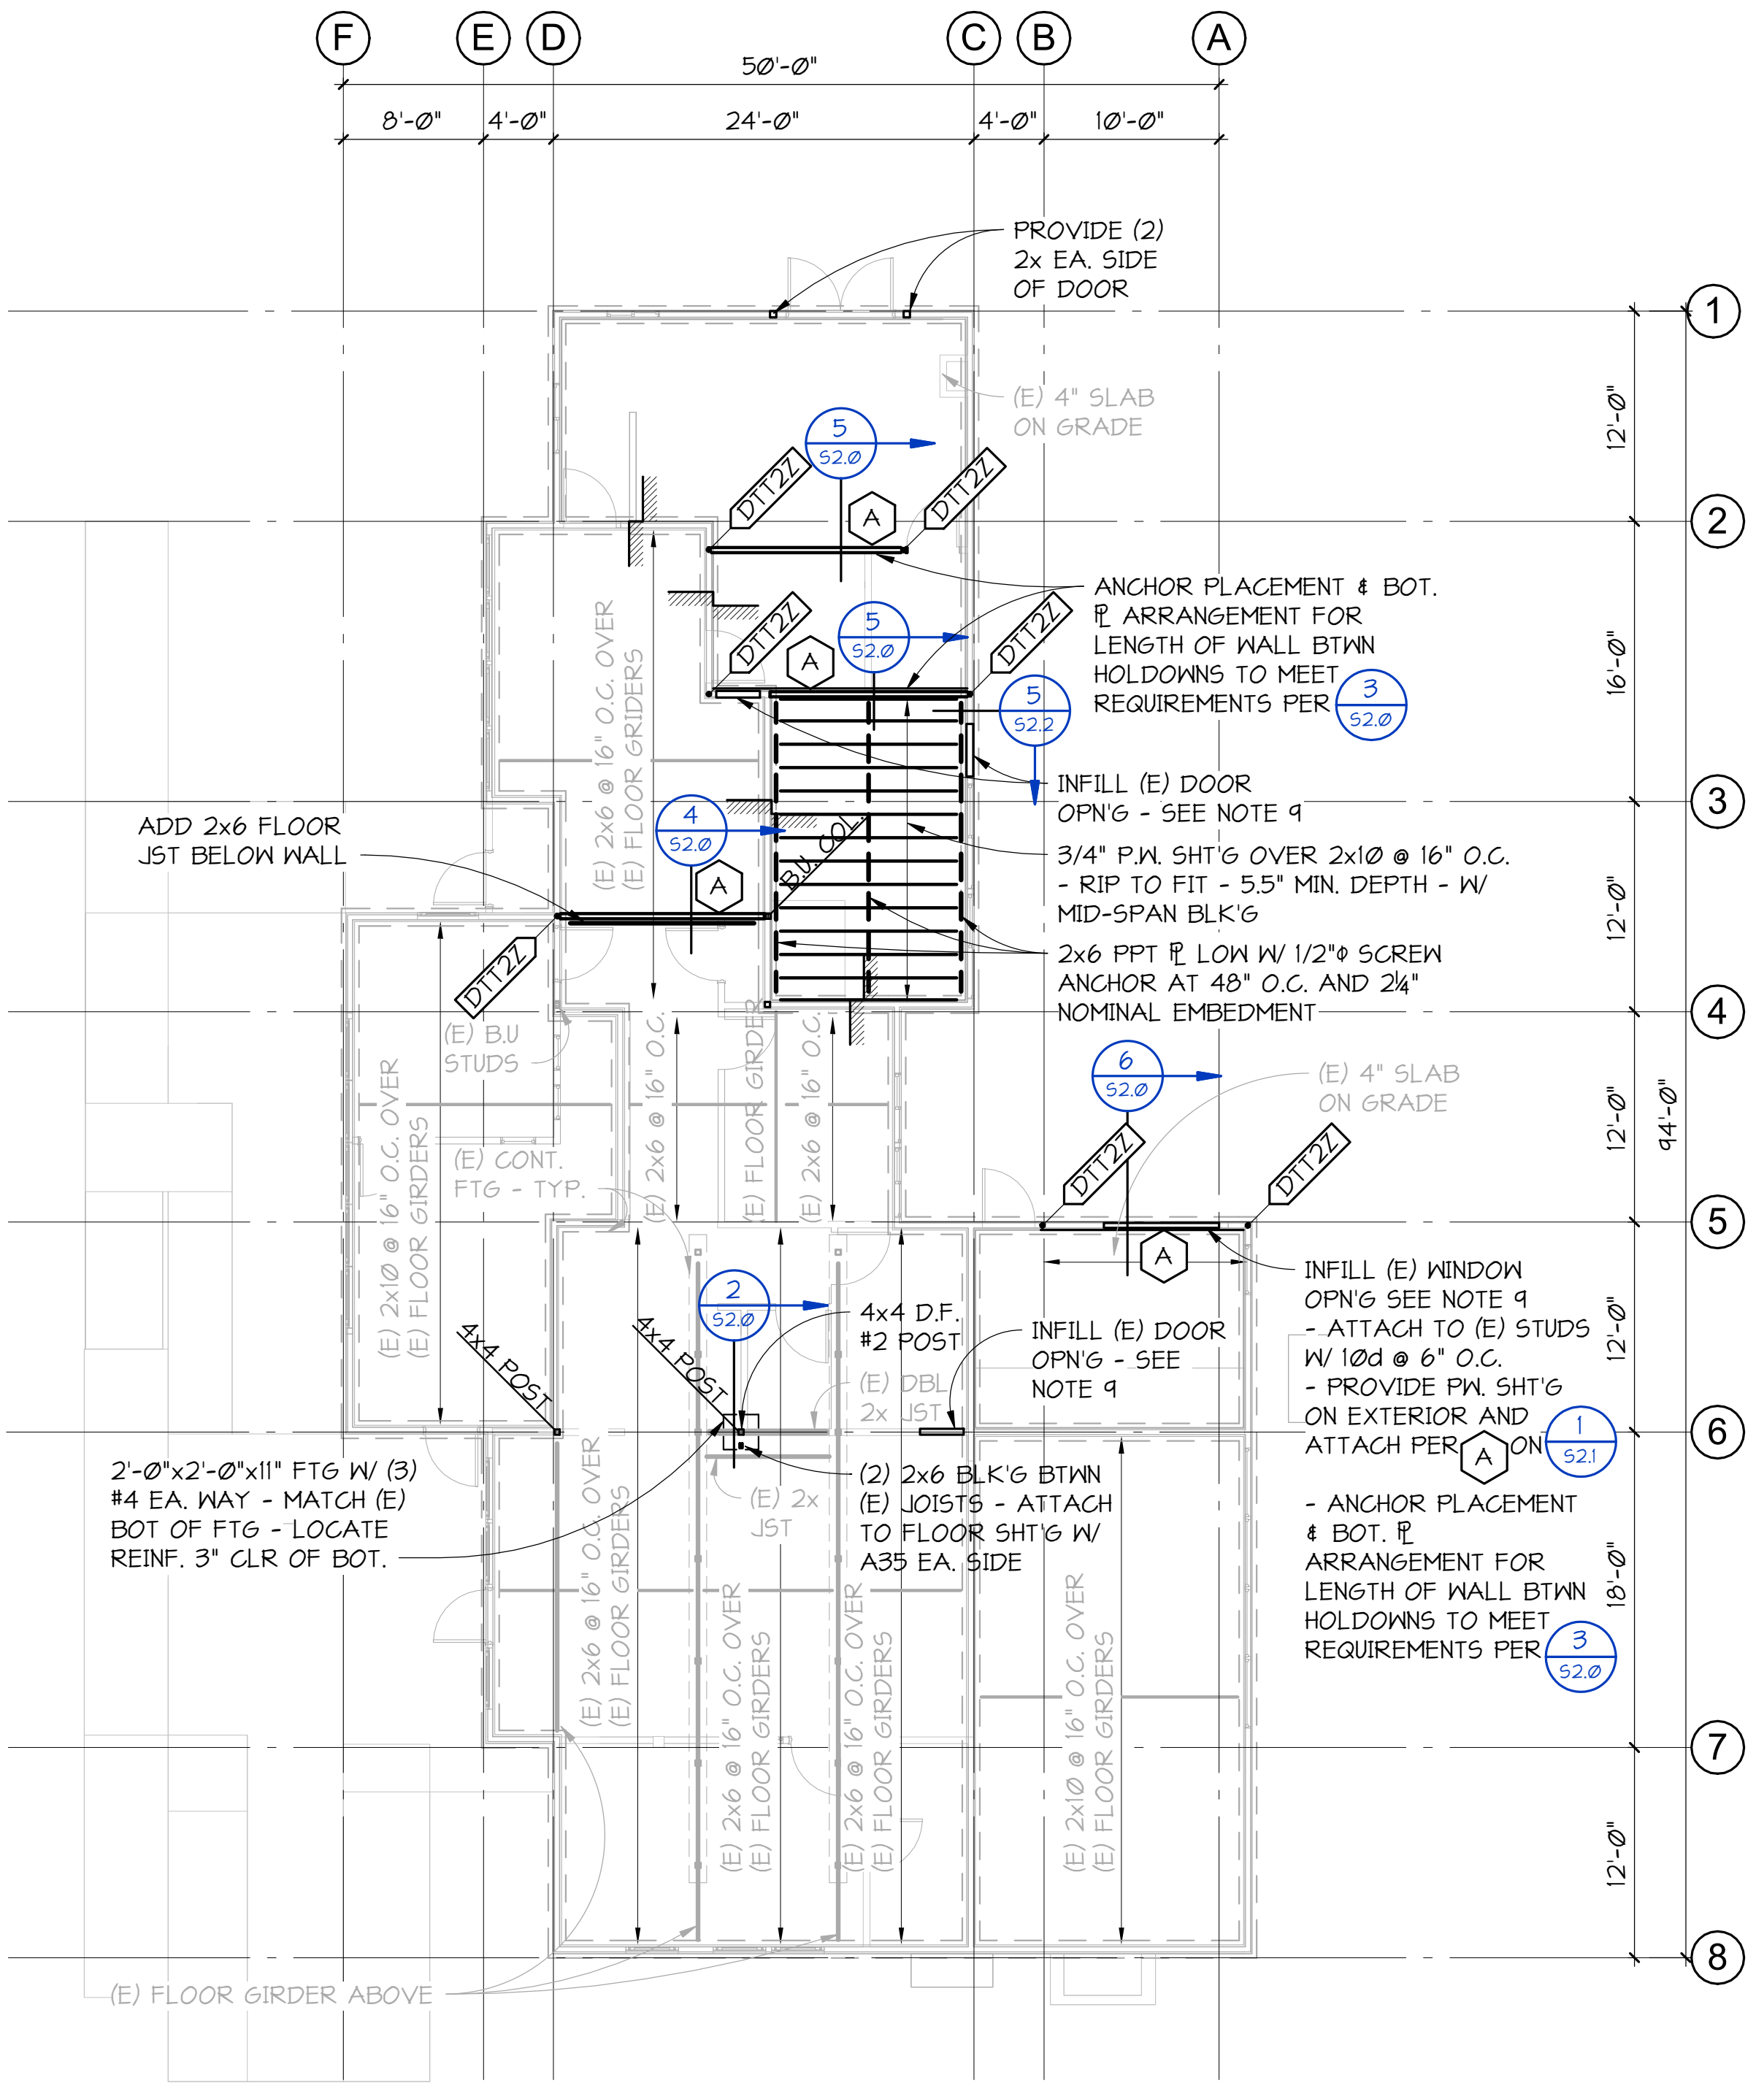 F
E
D
C
B
A
50'-0"
8'-0"
4'-0"
24'-0"
4'-0"
10'-0"
PROVIDE (2)
2x EA. SIDE
OF DOOR
1
(E) 4" SLAB
ON GRADE
12'-0"
5
S2.0
DTT2Z
DTT2Z
A
2
ANCHOR PLACEMENT & BOT.
PL ARRANGEMENT FOR
LENGTH OF WALL BTWN
HOLDOWNS TO MEET
REQUIREMENTS PER
3
S2.0
16'-0"
(E) 2x6 @ 16" O.C. OVER
(E) FLOOR GRIDERS
DTT2Z
A
5
S2.0
DTT2Z
5
S2.2
INFILL (E) DOOR
OPN'G - SEE NOTE 9
3
ADD 2x6 FLOOR
JST BELOW WALL
4
S2.0
A
B.U. COL.
3/4" P.W. SHT'G OVER 2x10 @ 16" O.C.
- RIP TO FIT - 5.5" MIN. DEPTH - W/
MID-SPAN BLK'G
12'-0"
2x6 PPT PL LOW W/ 1/2"Φ SCREW
ANCHOR AT 48" O.C. AND 2¼"
NOMINAL EMBEDMENT
DTT2Z
4
(E) B.U
STUDS
(E) 2x10 @ 16" O.C. OVER
(E) FLOOR GIRDERS
(E) 2x6 @ 16" O.C.
(E) FLOOR GIRDER
(E) 2x6 @ 16" O.C.
6
S2.0
(E) 4" SLAB
ON GRADE
12'-0"
94'-0"
(E) CONT.
FTG - TYP.
DTT2Z
DTT2Z
5
A
INFILL (E) WINDOW
OPN'G SEE NOTE 9
- ATTACH TO (E) STUDS
W/ 10d @ 6" O.C.
- PROVIDE PW. SHT'G
ON EXTERIOR AND
ATTACH PER
A
ON
1
S2.1
- ANCHOR PLACEMENT
& BOT. PL
ARRANGEMENT FOR
LENGTH OF WALL BTWN
HOLDOWNS TO MEET
REQUIREMENTS PER
3
S2.0
12'-0"
2
S2.0
4x4 POST
4x4 POST
4x4 D.F.
#2 POST
INFILL (E) DOOR
OPN'G - SEE
NOTE 9
(E) DBL
2x JST
6
2'-0"x2'-0"x11" FTG W/ (3)
#4 EA. WAY - MATCH (E)
BOT OF FTG - LOCATE
REINF. 3" CLR OF BOT.
(E) 2x
JST
(2) 2x6 BLK'G BTWN
(E) JOISTS - ATTACH
TO FLOOR SHT'G W/
A35 EA. SIDE
18'-0"
(E) 2x6 @ 16" O.C. OVER
(E) FLOOR GIRDERS
(E) 2x6 @ 16" O.C. OVER
(E) FLOOR GIRDERS
(E) 2x6 @ 16" O.C. OVER
(E) FLOOR GIRDERS
(E) 2x10 @ 16" O.C. OVER
(E) FLOOR GIRDERS
7
12'-0"
8
(E) FLOOR GIRDER ABOVE